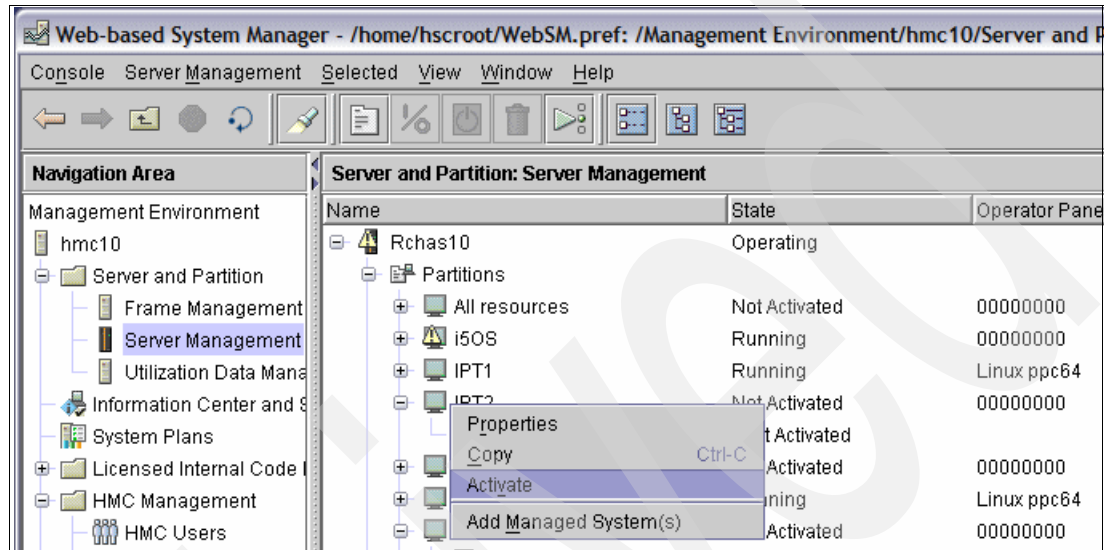 Web-based System Manager - /home/hscroot/WebSM.pref: /Management Environment/hmc10/Server and
Console Server Management Selected View Window Help
Navigation Area
Server and Partition: Server Management
Management Environment
Name State Operator Pane
hmc10
Rchas10 Operating
Server and Partition
Partitions
Frame Management
All resources Not Activated 00000000
Server Management
i5OS Running 00000000
Utilization Data Mana
IPT1 Running Linux ppc64
Information Center and S
IPT2 Not Activated 00000000
System Plans
Properties
t Activated
Copy Ctrl-C
Licensed Internal Code
Activated 00000000
Activate
HMC Management
ning Linux ppc64
Add Managed System(s)
HMC Users
Activated 00000000